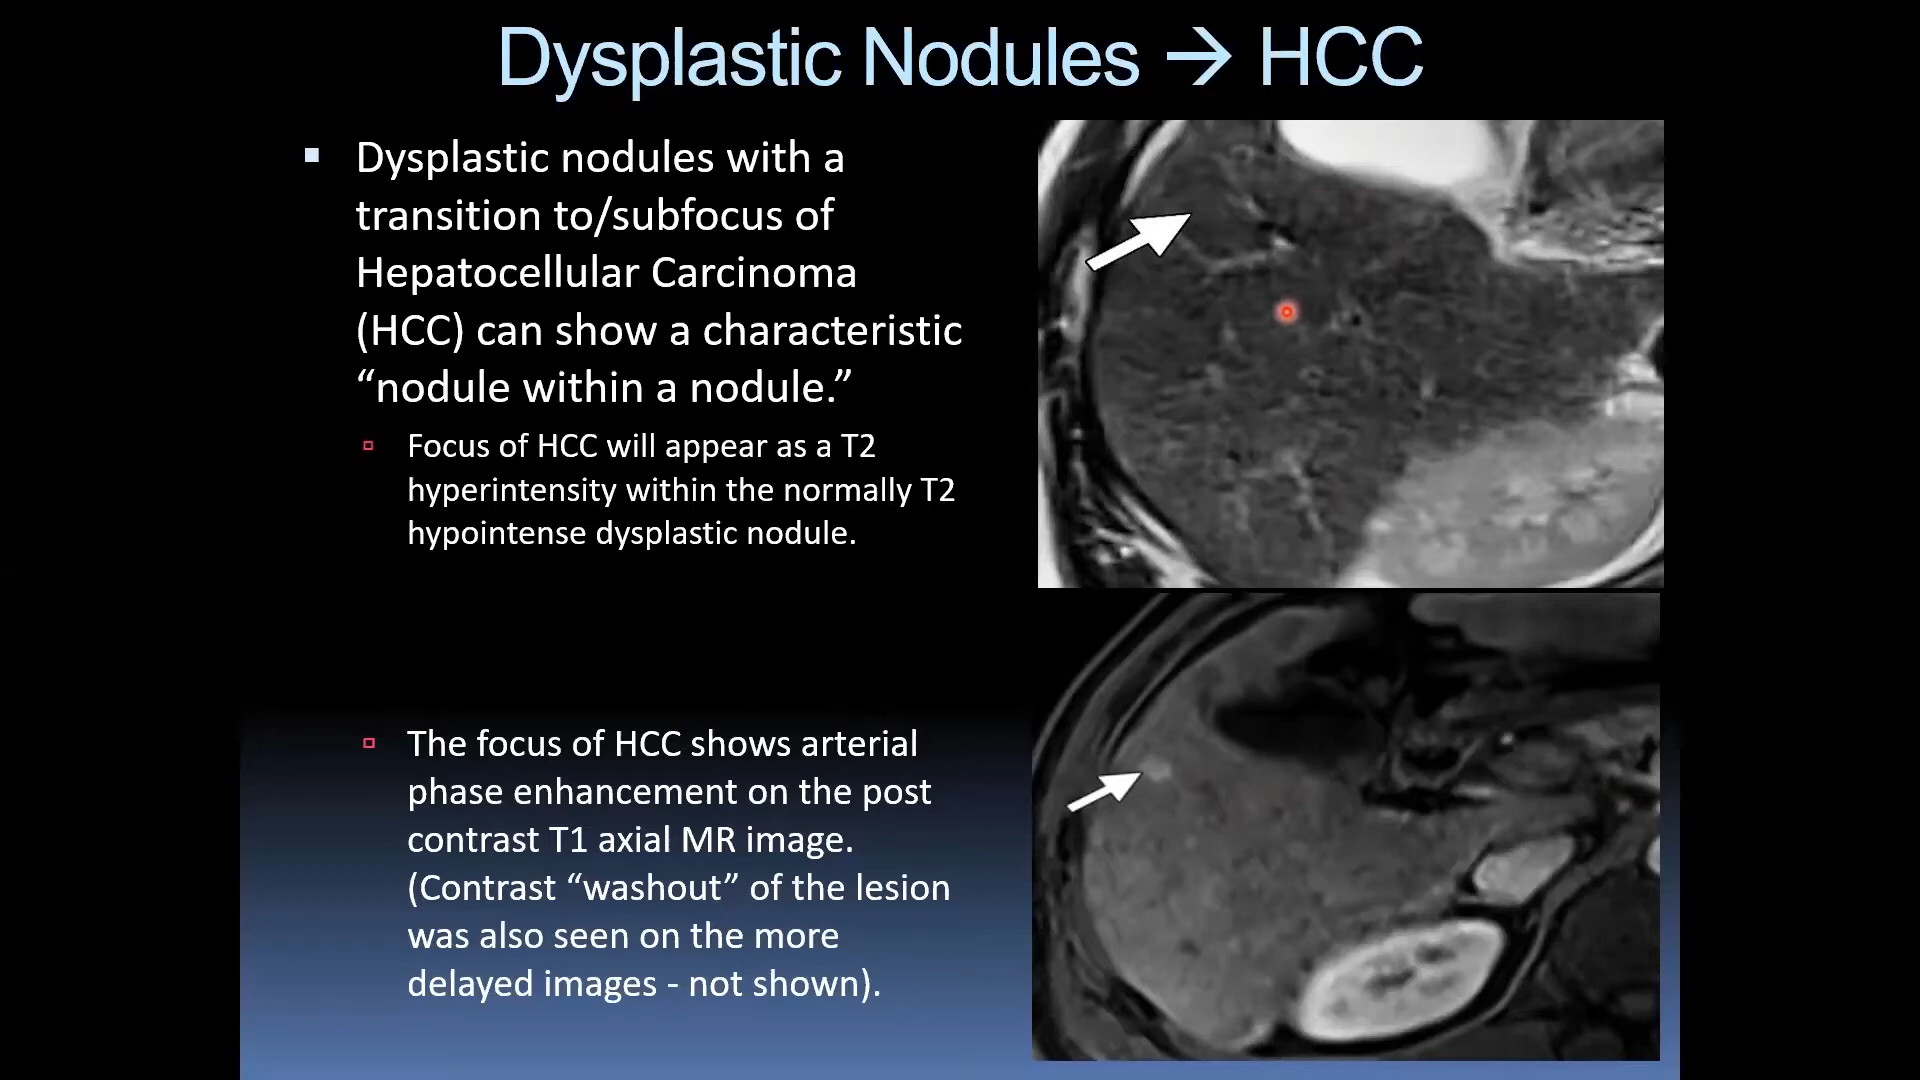 Dysplastic Nodules → HCC
Dysplastic nodules with a
transition to/subfocus of
Hepatocellular Carcinoma
(HCC) can show a characteristic
“nodule within a nodule.”
Focus of HCC will appear as a T2
hyperintensity within the normally T2
hypointense dysplastic nodule.
The focus of HCC shows arterial
phase enhancement on the post
contrast T1 axial MR image.
(Contrast “washout” of the lesion
was also seen on the more
delayed images - not shown).